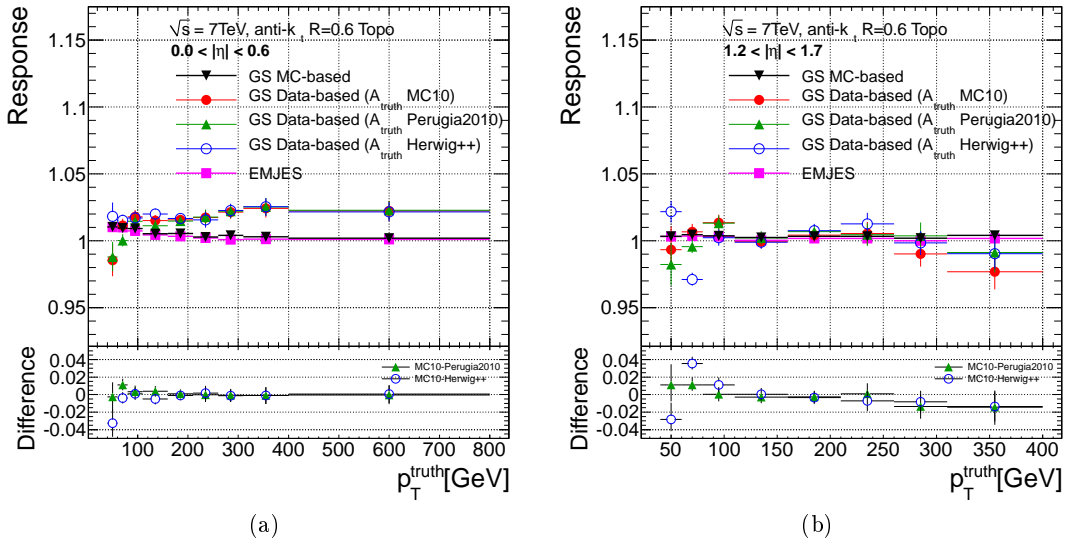 √s = 7TeV, anti-k_t R=0.6 Topo
0.0 < |η| < 0.6
GS MC-based
GS Data-based (A_truth MC10)
GS Data-based (A_truth Perugia2010)
GS Data-based (A_truth Herwig++)
EMJES
Response
1.15
1.1
1.05
1
0.95
Difference
0.04
0.02
0
-0.02
-0.04
MC10-Perugia2010
MC10-Herwig++
100 200 300 400 500 600 700 800
p_T^truth[GeV]
(a)
√s = 7TeV, anti-k_t R=0.6 Topo
1.2 < |η| < 1.7
GS MC-based
GS Data-based (A_truth MC10)
GS Data-based (A_truth Perugia2010)
GS Data-based (A_truth Herwig++)
EMJES
Response
1.15
1.1
1.05
1
0.95
Difference
0.04
0.02
0
-0.02
-0.04
MC10-Perugia2010
MC10-Herwig++
50 100 150 200 250 300 350 400
p_T^truth[GeV]
(b)